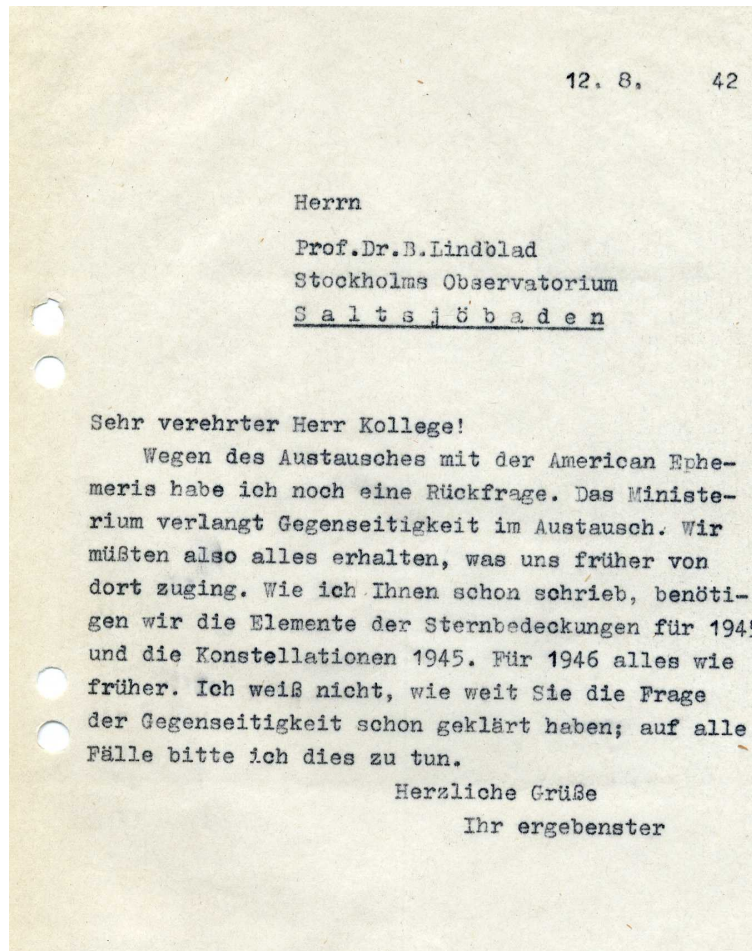 12. 8. 42
Herrn
Prof.Dr.B.Lindblad
Stockholms Observatorium
S a l t s j ö b a d e n
Sehr verehrter Herr Kollege!
Wegen des Austausches mit der American Ephe-
meris habe ich noch eine Rückfrage. Das Ministe-
rium verlangt Gegenseitigkeit im Austausch. Wir
müßten also alles erhalten, was uns früher von
dort zuging. Wie ich Ihnen schon schrieb, benöti-
gen wir die Elemente der Sternbedeckungen für 1945
und die Konstellationen 1945. Für 1946 alles wie
früher. Ich weiß nicht, wie weit Sie die Frage
der Gegenseitigkeit schon geklärt haben; auf alle
Fälle bitte ich dies zu tun.
Herzliche Grüße
Ihr ergebenster